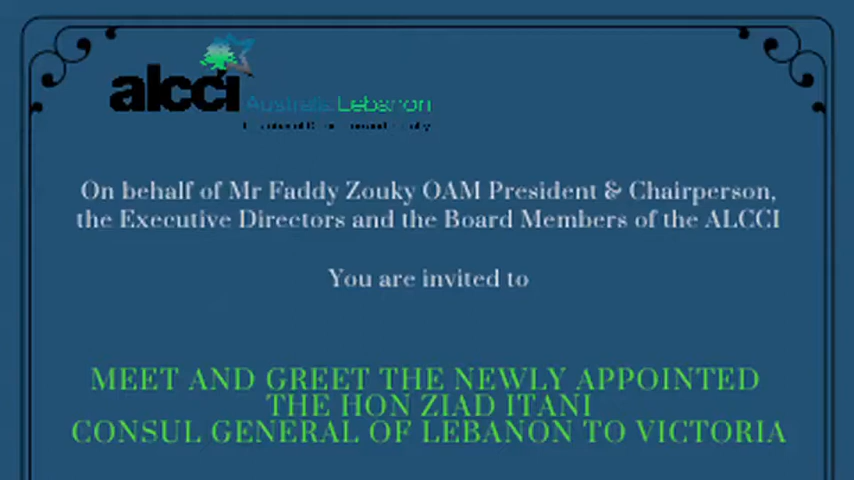 alcci
Australia Lebanon
On behalf of Mr Faddy Zouky OAM President & Chairperson,
the Executive Directors and the Board Members of the ALCCI
You are invited to
MEET AND GREET THE NEWLY APPOINTED
THE HON ZIAD ITANI
CONSUL GENERAL OF LEBANON TO VICTORIA